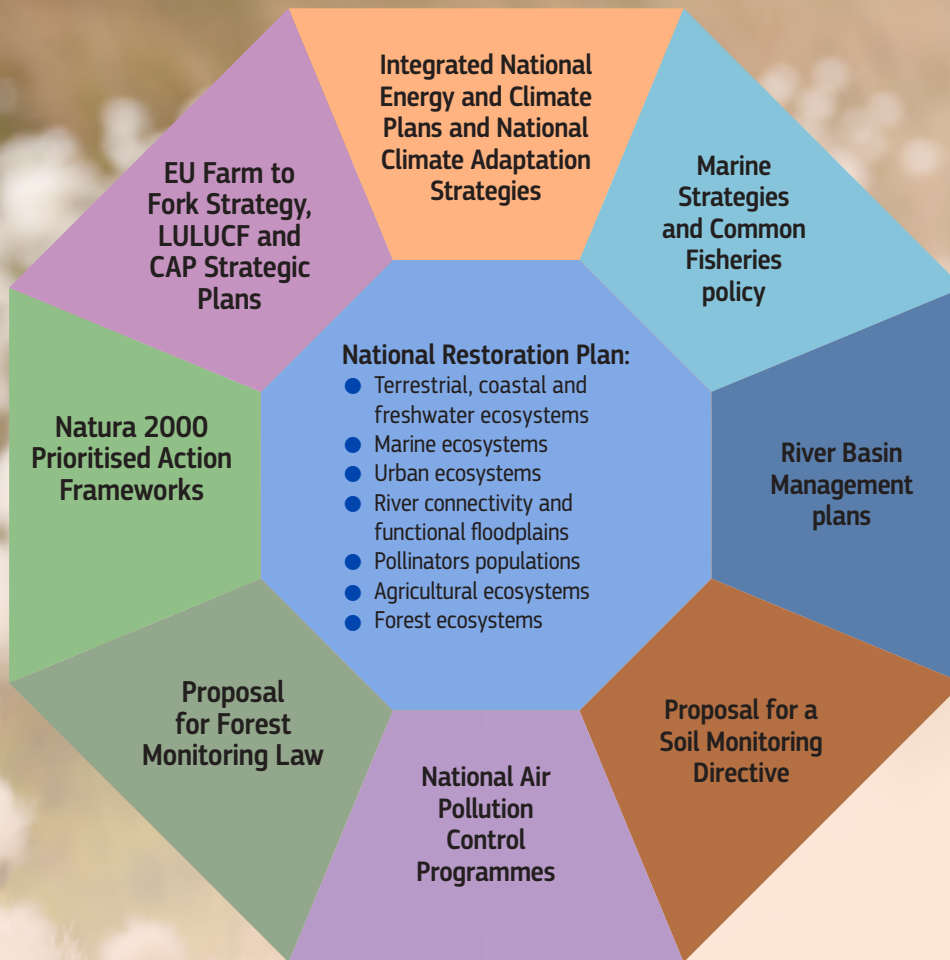 Integrated National
Energy and Climate
Plans and National
Climate Adaptation
Strategies
EU Farm to
Fork Strategy,
LULUCF and
CAP Strategic
Plans
Marine
Strategies
and Common
Fisheries
policy
National Restoration Plan:
● Terrestrial, coastal and
freshwater ecosystems
● Marine ecosystems
● Urban ecosystems
● River connectivity and
functional floodplains
● Pollinators populations
● Agricultural ecosystems
● Forest ecosystems
Natura 2000
Prioritised Action
Frameworks
River Basin
Management
plans
Proposal
for Forest
Monitoring Law
National Air
Pollution
Control
Programmes
Proposal for a
Soil Monitoring
Directive